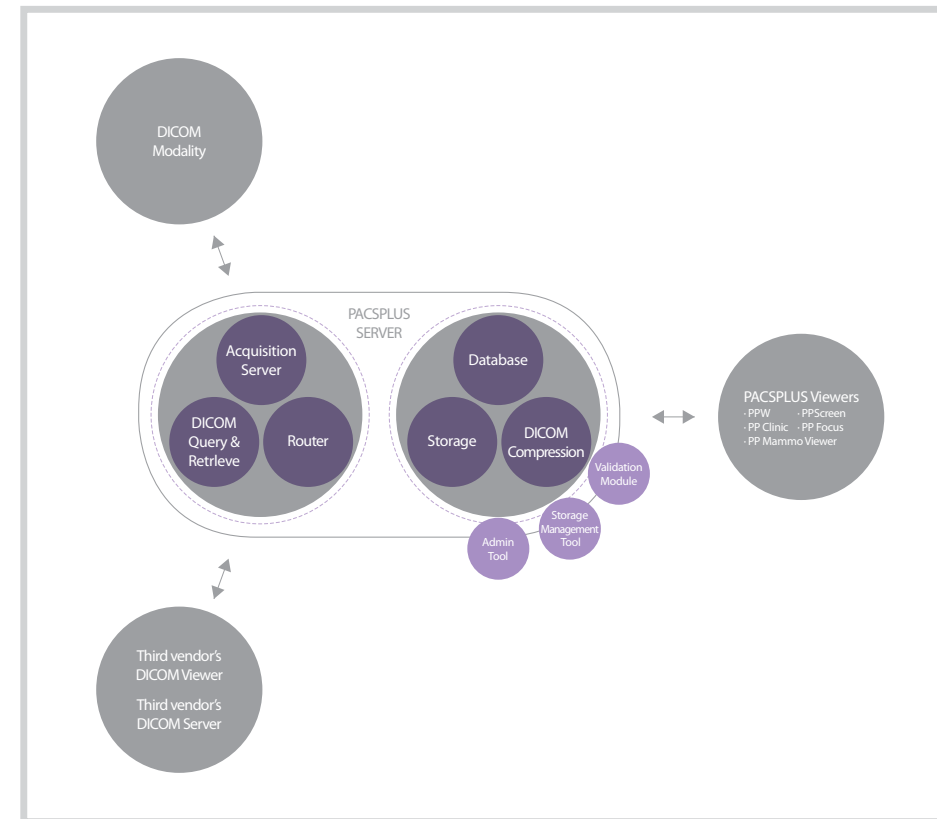 DICOM
Modality
PACSPLUS
SERVER
Acquisition
Server
DICOM
Query &
Retrleve
Router
Database
Storage
DICOM
Compression
Validation
Module
Storage
Management
Tool
Admin
Tool
PACSPLUS Viewers
· PPW · PPScreen
· PP Clinic · PP Focus
· PP Mammo Viewer
Third vendor’s
DICOM Viewer
Third vendor’s
DICOM Server